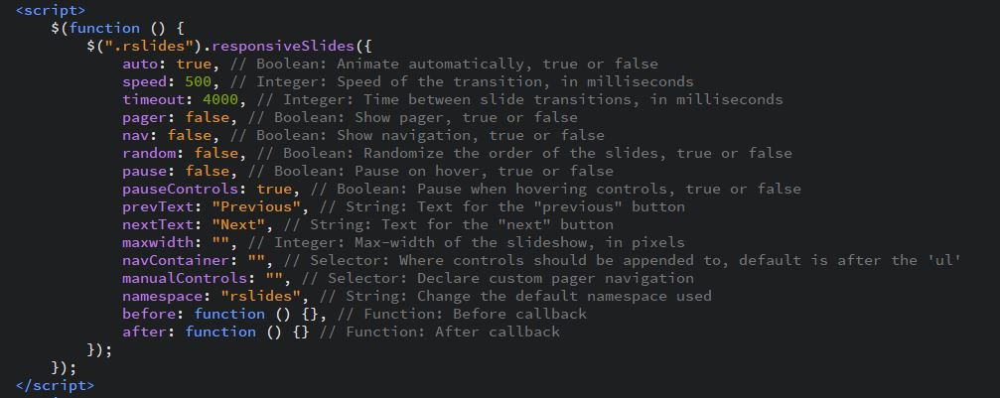 <script>
$(function () {
$(".rslides").responsiveSlides({
auto: true, // Boolean: Animate automatically, true or false
speed: 500, // Integer: Speed of the transition, in milliseconds
timeout: 4000, // Integer: Time between slide transitions, in milliseconds
pager: false, // Boolean: Show pager, true or false
nav: false, // Boolean: Show navigation, true or false
random: false, // Boolean: Randomize the order of the slides, true or false
pause: false, // Boolean: Pause on hover, true or false
pauseControls: true, // Boolean: Pause when hovering controls, true or false
prevText: "Previous", // String: Text for the "previous" button
nextText: "Next", // String: Text for the "next" button
maxwidth: "", // Integer: Max-width of the slideshow, in pixels
navContainer: "", // Selector: Where controls should be appended to, default is after the 'ul'
manualControls: "", // Selector: Declare custom pager navigation
namespace: "rslides", // String: Change the default namespace used
before: function () {}, // Function: Before callback
after: function () {} // Function: After callback
});
});
</script>